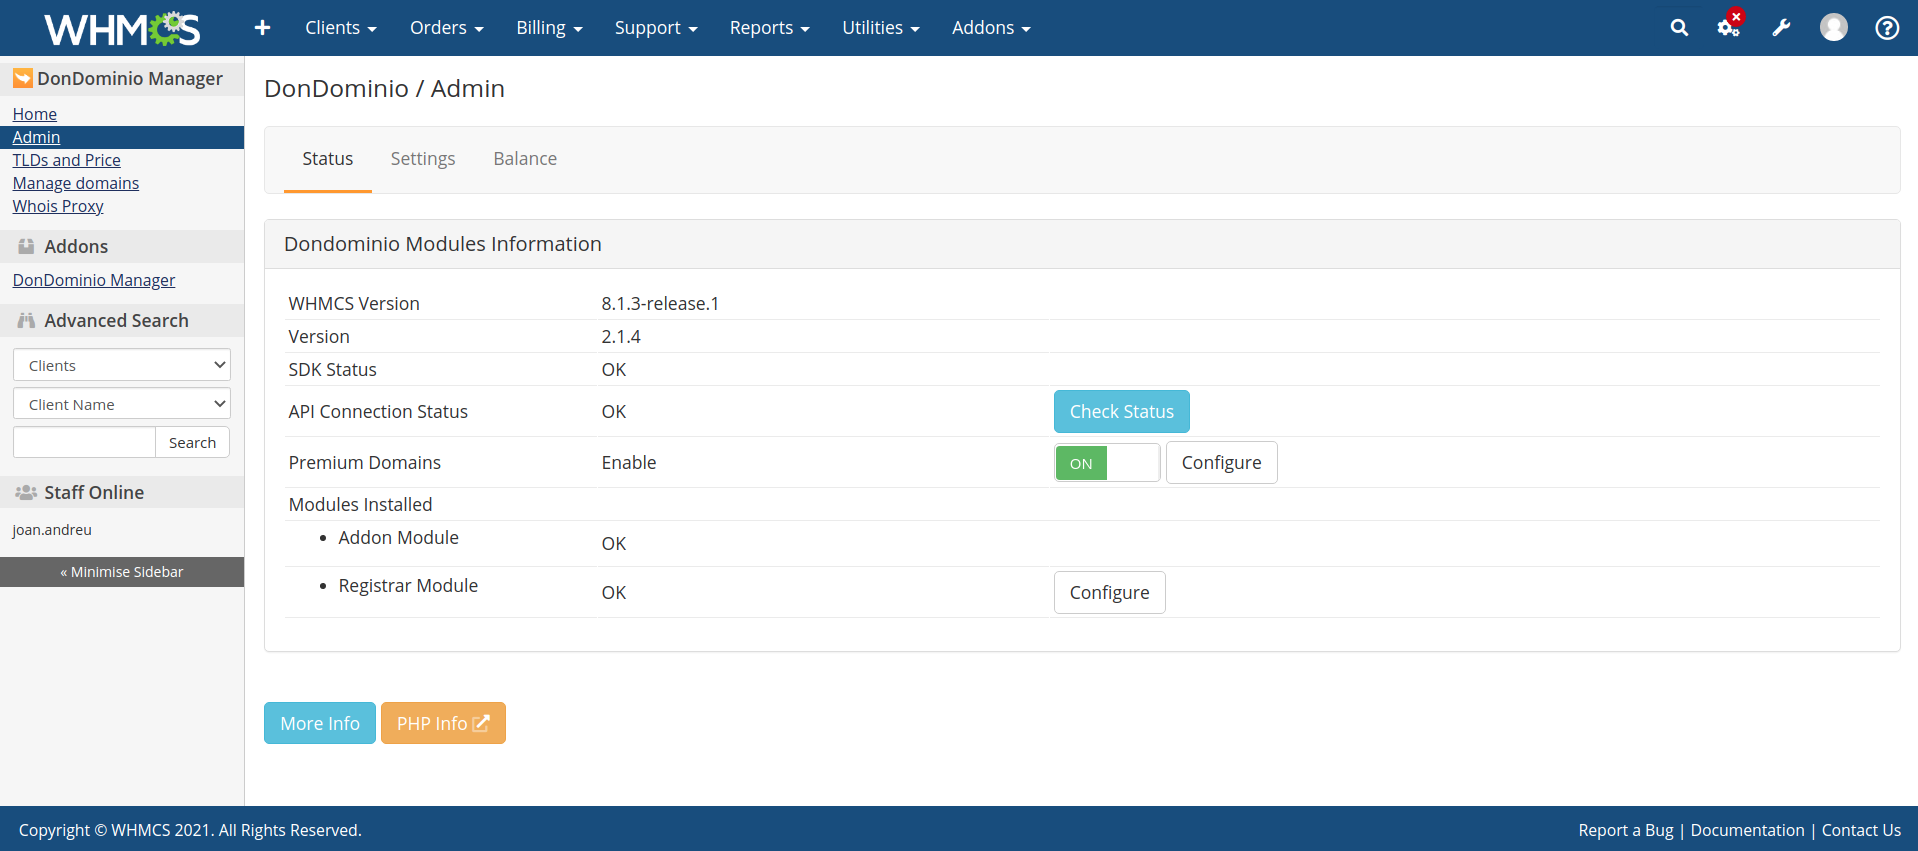 WHMCS
Clients Orders Billing Support Reports Utilities Addons
DonDominio Manager
Home
Admin
TLDs and Price
Manage domains
Whois Proxy
Addons
DonDominio Manager
Advanced Search
Clients
Client Name
Search
Staff Online
joan.andreu
« Minimise Sidebar
DonDominio / Admin
Status Settings Balance
Dondominio Modules Information
WHMCS Version 8.1.3-release.1
Version 2.1.4
SDK Status OK
API Connection Status OK Check Status
Premium Domains Enable ON Configure
Modules Installed
• Addon Module OK
• Registrar Module OK Configure
More Info PHP Info
Copyright © WHMCS 2021. All Rights Reserved.
Report a Bug | Documentation | Contact Us